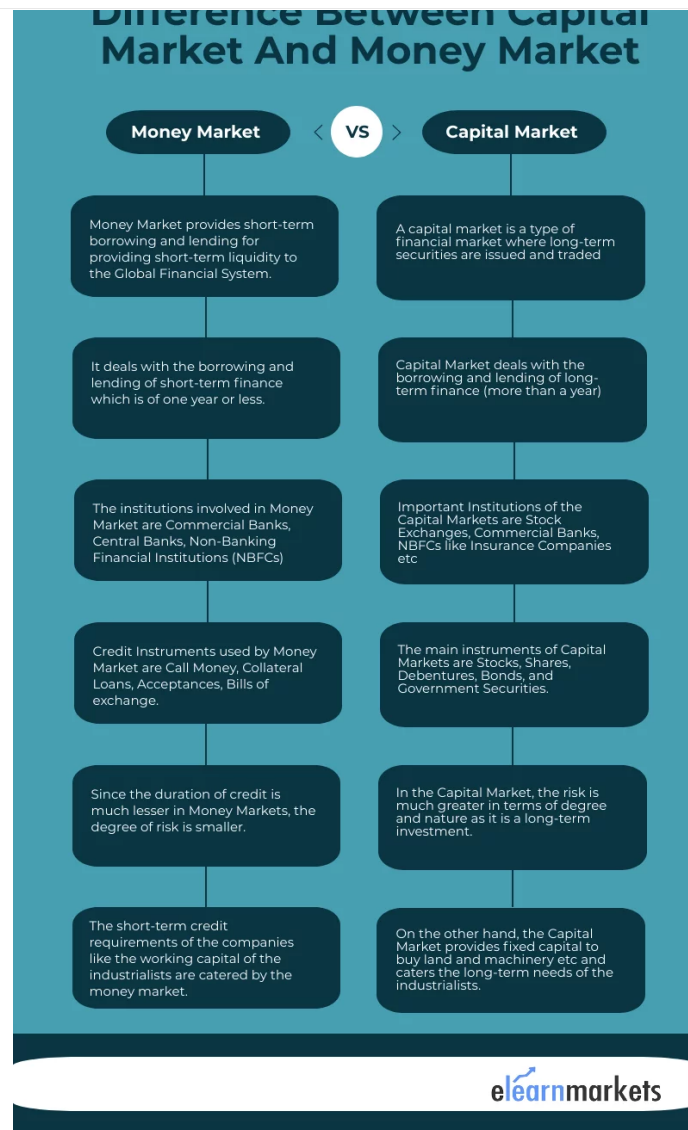 Difference Between Capital
Market And Money Market
Money Market
VS
Capital Market
Money Market provides short-term
borrowing and lending for
providing short-term liquidity to
the Global Financial System.
A capital market is a type of
financial market where long-term
securities are issued and traded
It deals with the borrowing and
lending of short-term finance
which is of one year or less.
Capital Market deals with the
borrowing and lending of long-
term finance (more than a year)
The institutions involved in Money
Market are Commercial Banks,
Central Banks, Non-Banking
Financial Institutions (NBFCs)
Important Institutions of the
Capital Markets are Stock
Exchanges, Commercial Banks,
NBFCs like Insurance Companies
etc
Credit Instruments used by Money
Market are Call Money, Collateral
Loans, Acceptances, Bills of
exchange.
The main instruments of Capital
Markets are Stocks, Shares,
Debentures, Bonds, and
Government Securities.
Since the duration of credit is
much lesser in Money Markets, the
degree of risk is smaller.
In the Capital Market, the risk is
much greater in terms of degree
and nature as it is a long-term
investment.
The short-term credit
requirements of the companies
like the working capital of the
industrialists are catered by the
money market.
On the other hand, the Capital
Market provides fixed capital to
buy land and machinery etc and
caters the long-term needs of the
industrialists.
elearnmarkets